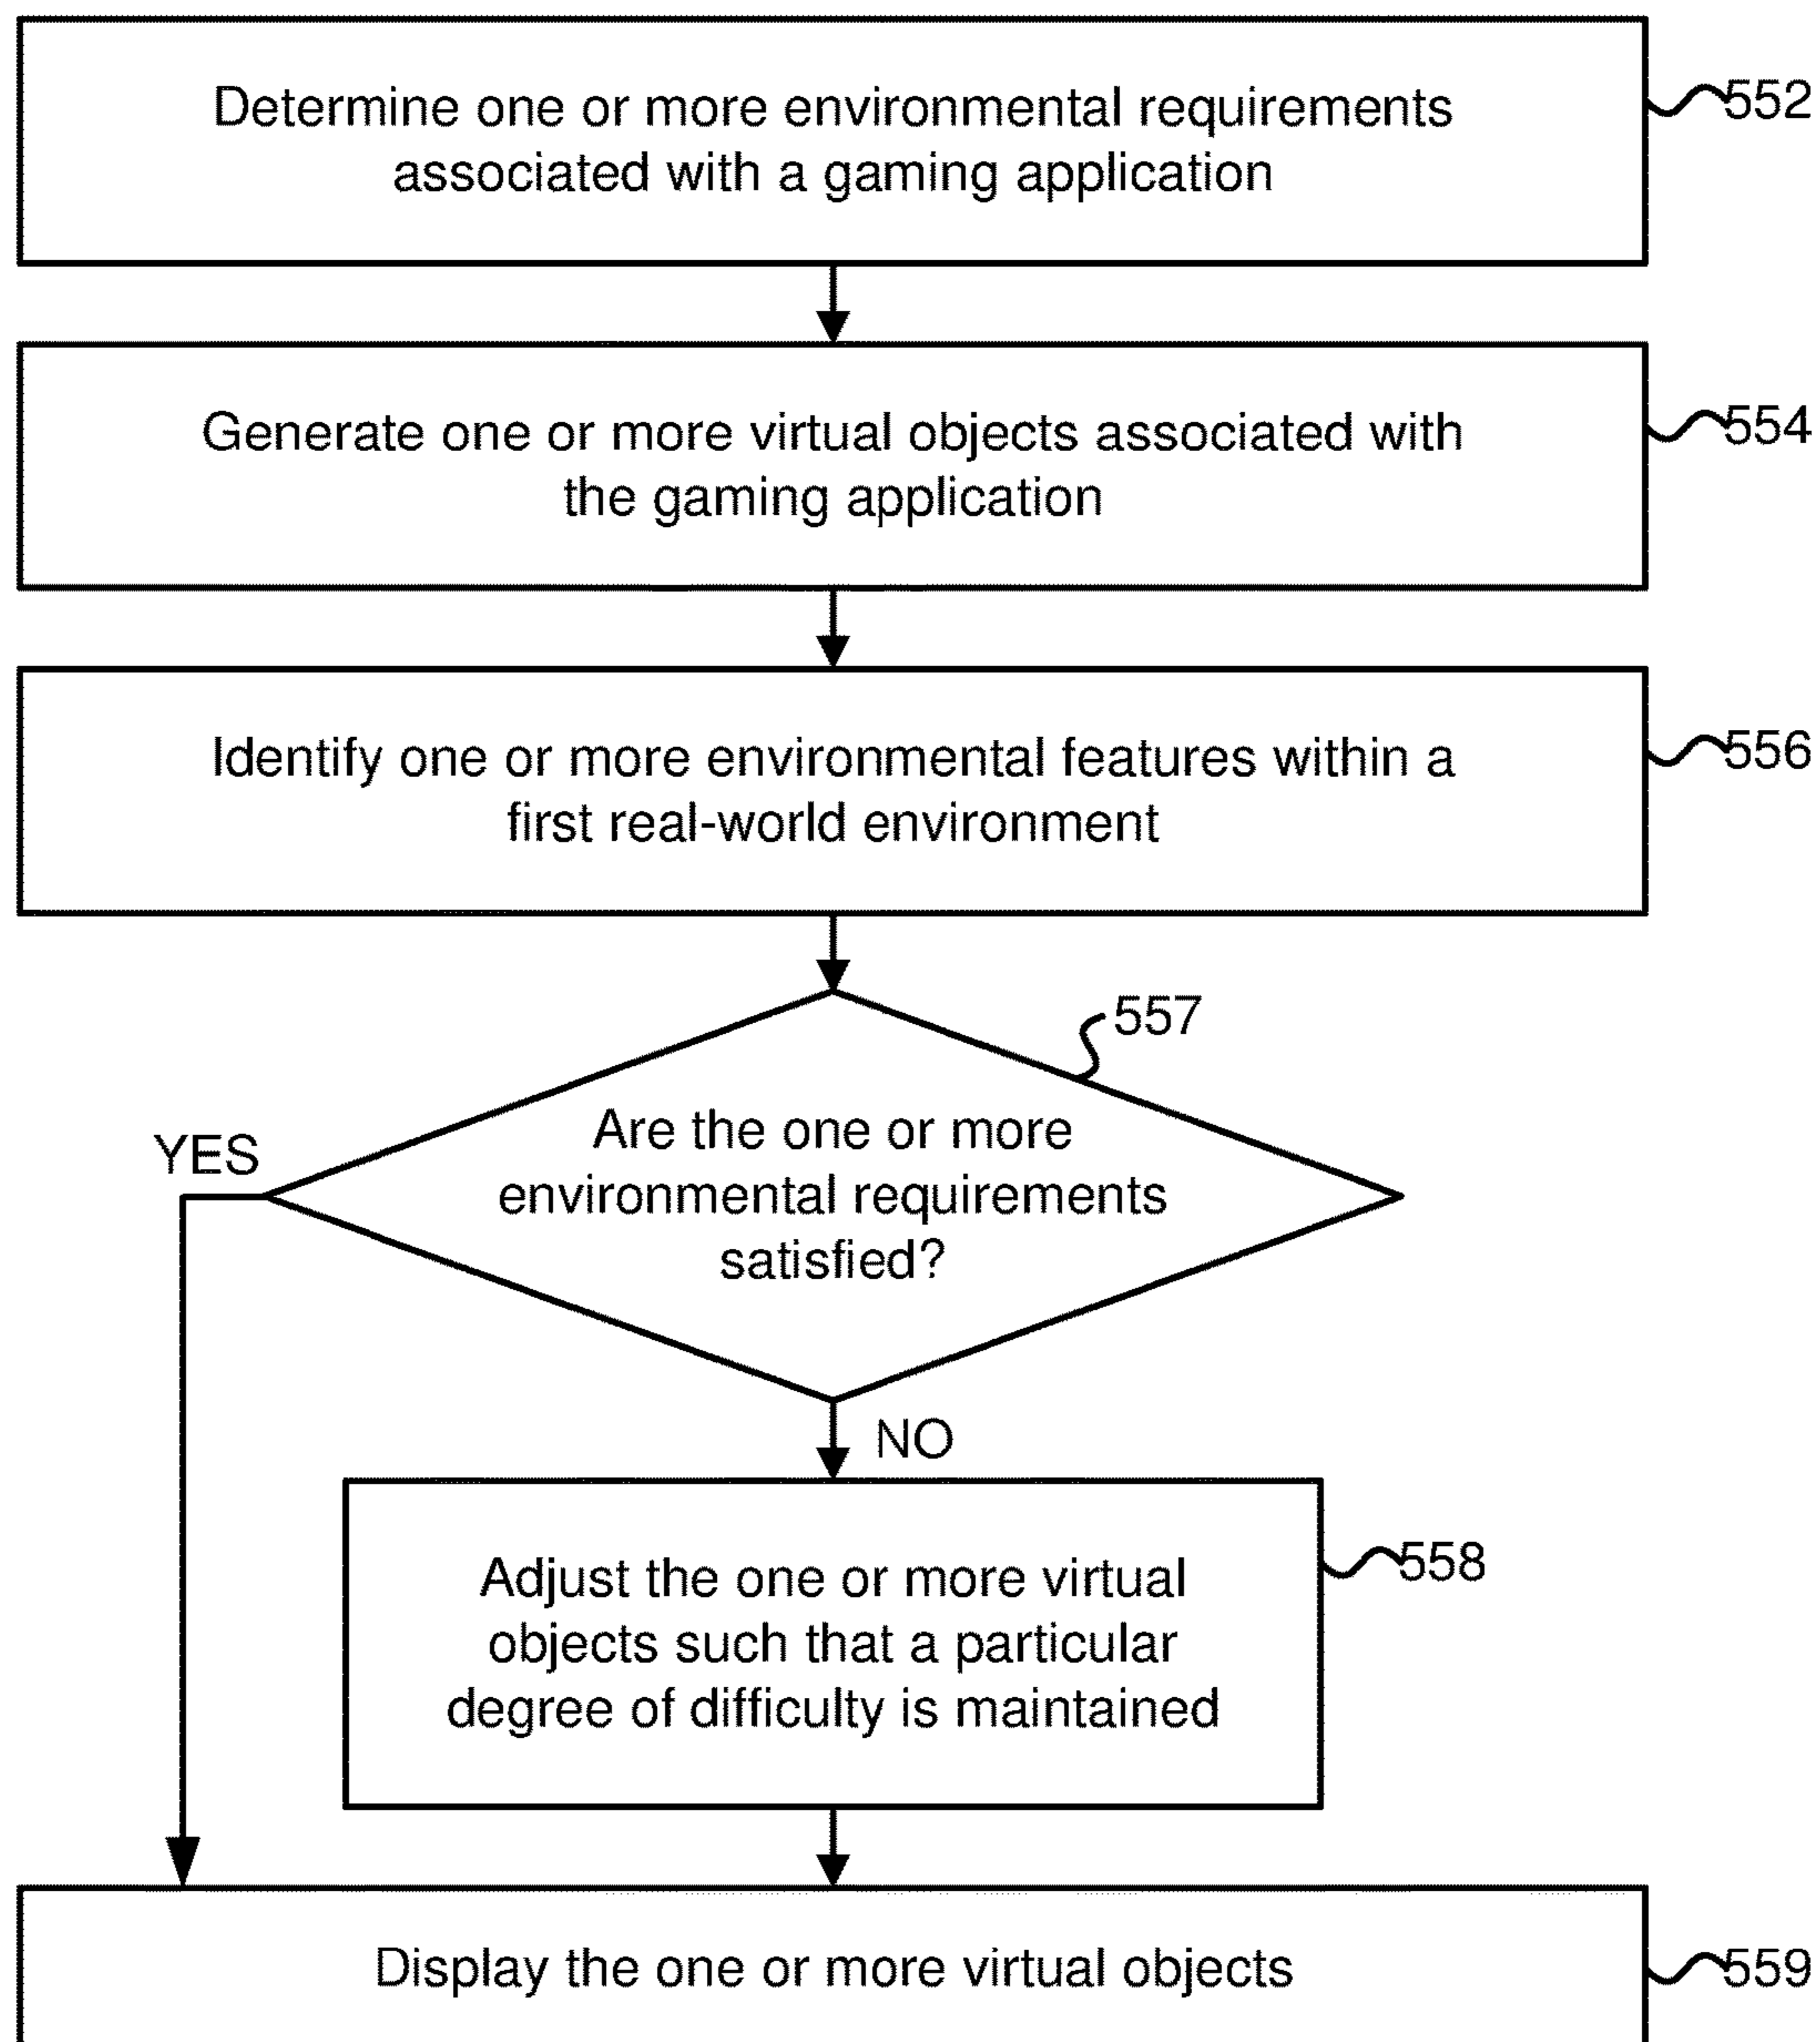 Determine one or more environmental requirements
associated with a gaming application
552
Generate one or more virtual objects associated with
the gaming application
554
Identify one or more environmental features within a
first real-world environment
556
557
Are the one or more
environmental requirements
satisfied?
YES
NO
Adjust the one or more virtual
objects such that a particular
degree of difficulty is maintained
558
Display the one or more virtual objects
559